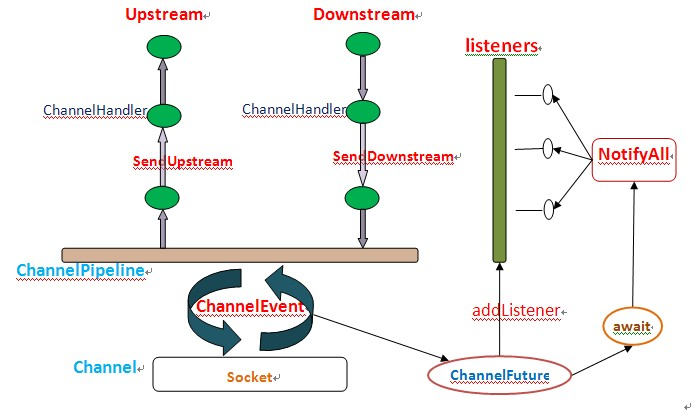 Upstream
Downstream
listeners
ChannelHandler
ChannelHandler
SendUpstream
SendDownstream
NotifyAll
ChannelPipeline
ChannelEvent
addListener
await
Channel
Socket
ChannelFuture